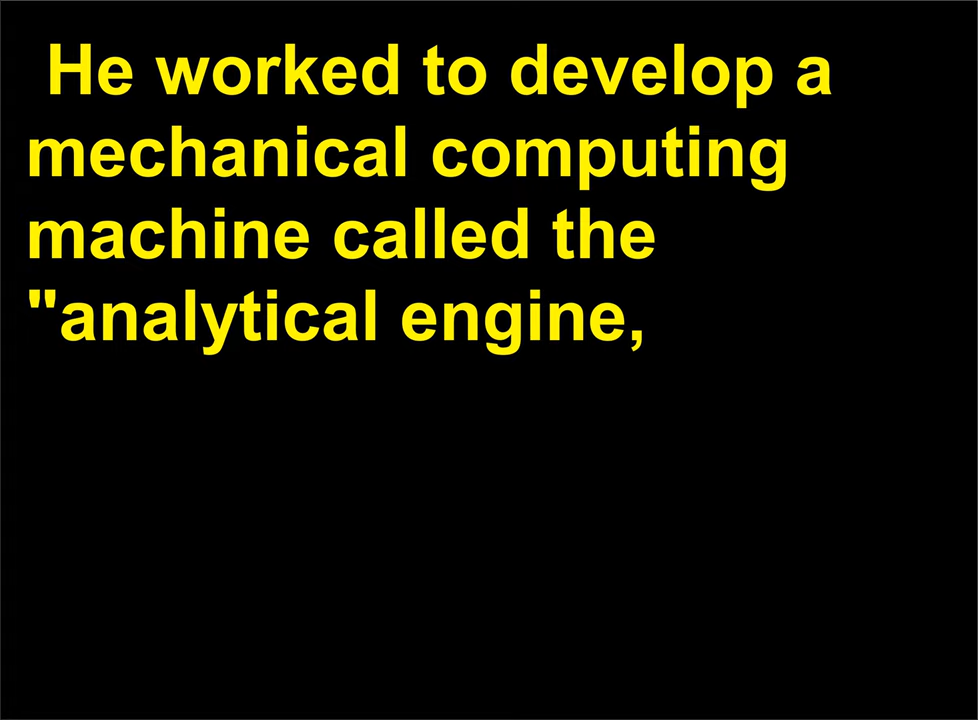 He worked to develop a
mechanical computing
machine called the
"analytical engine,